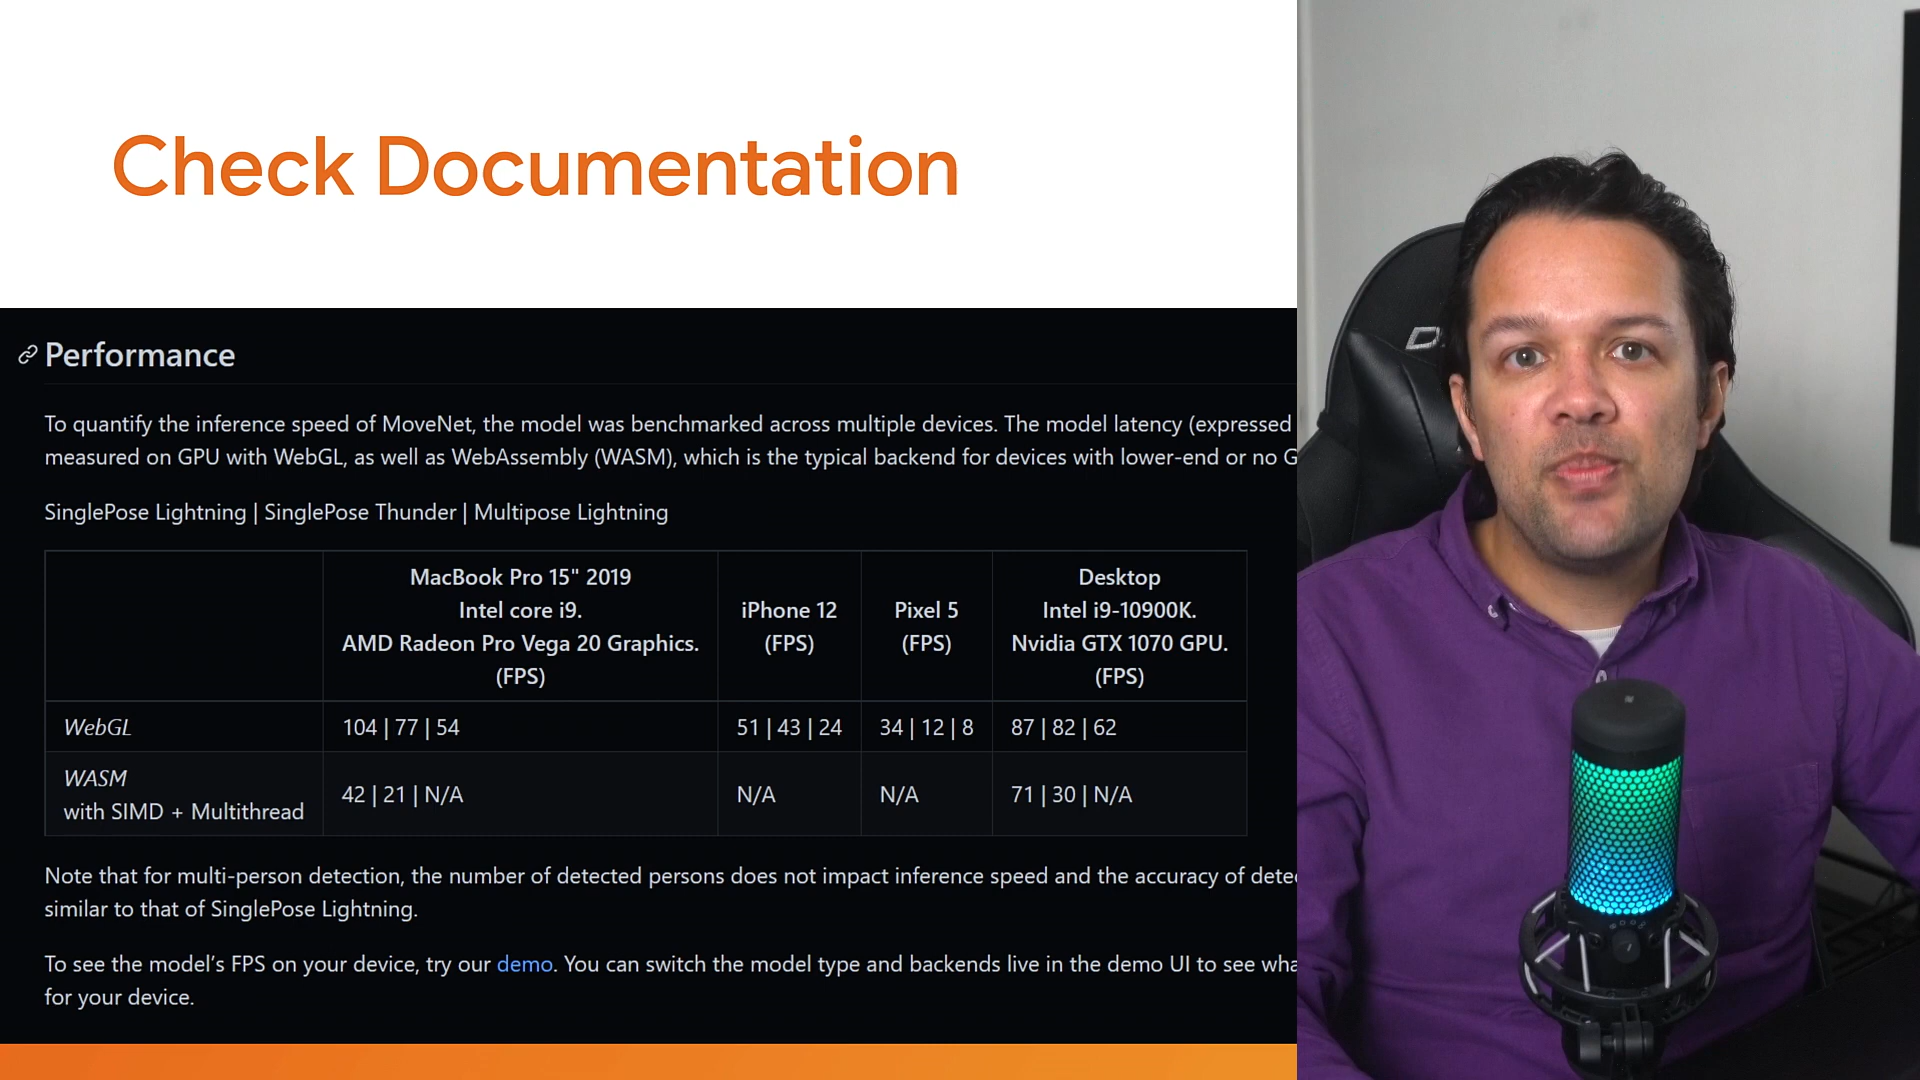 Check Documentation
Performance
To quantify the inference speed of MoveNet, the model was benchmarked across multiple devices. The model latency (expressed
measured on GPU with WebGL, as well as WebAssembly (WASM), which is the typical backend for devices with lower-end or no G
SinglePose Lightning | SinglePose Thunder | Multipose Lightning
MacBook Pro 15" 2019
Intel core i9.
AMD Radeon Pro Vega 20 Graphics.
(FPS)
iPhone 12
(FPS)
Pixel 5
(FPS)
Desktop
Intel i9-10900K.
Nvidia GTX 1070 GPU.
(FPS)
WebGL
104 | 77 | 54
51 | 43 | 24
34 | 12 | 8
87 | 82 | 62
WASM
with SIMD + Multithread
42 | 21 | N/A
N/A
N/A
71 | 30 | N/A
Note that for multi-person detection, the number of detected persons does not impact inference speed and the accuracy of dete
similar to that of SinglePose Lightning.
To see the model's FPS on your device, try our demo. You can switch the model type and backends live in the demo UI to see wha
for your device.